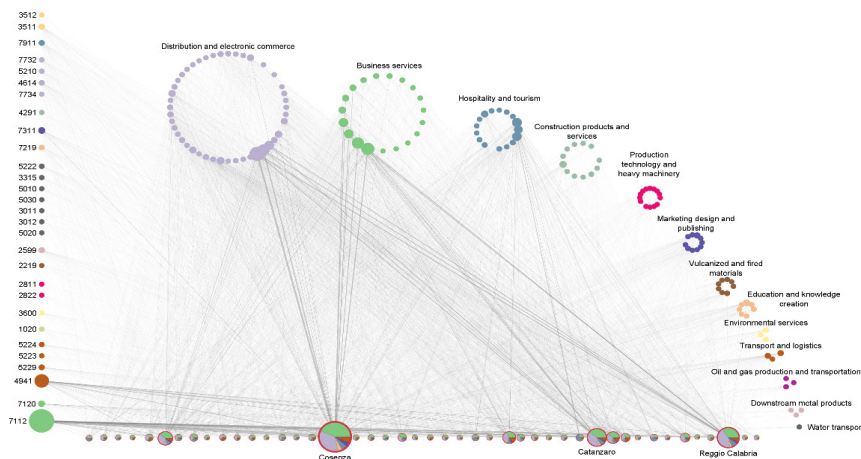 3512
3511
7911
7732
5210
4614
7734
4291
7311
7219
5222
3315
5010
5030
3011
3012
5020
2599
2219
2811
2822
3600
1020
5224
5223
5229
4941
7120
7112
Distribution and electronic commerce
Business services
Hospitality and tourism
Construction products and
services
Production
technology and
heavy machinery
Marketing design and
publishing
Vulcanized and fired
materials
Education and knowledge
creation
Environmental services
Transport and logistics
Oil and gas production and transportation
Downstream metal products
Water transpor
Cosenza
Catanzaro
Reggio Calabria